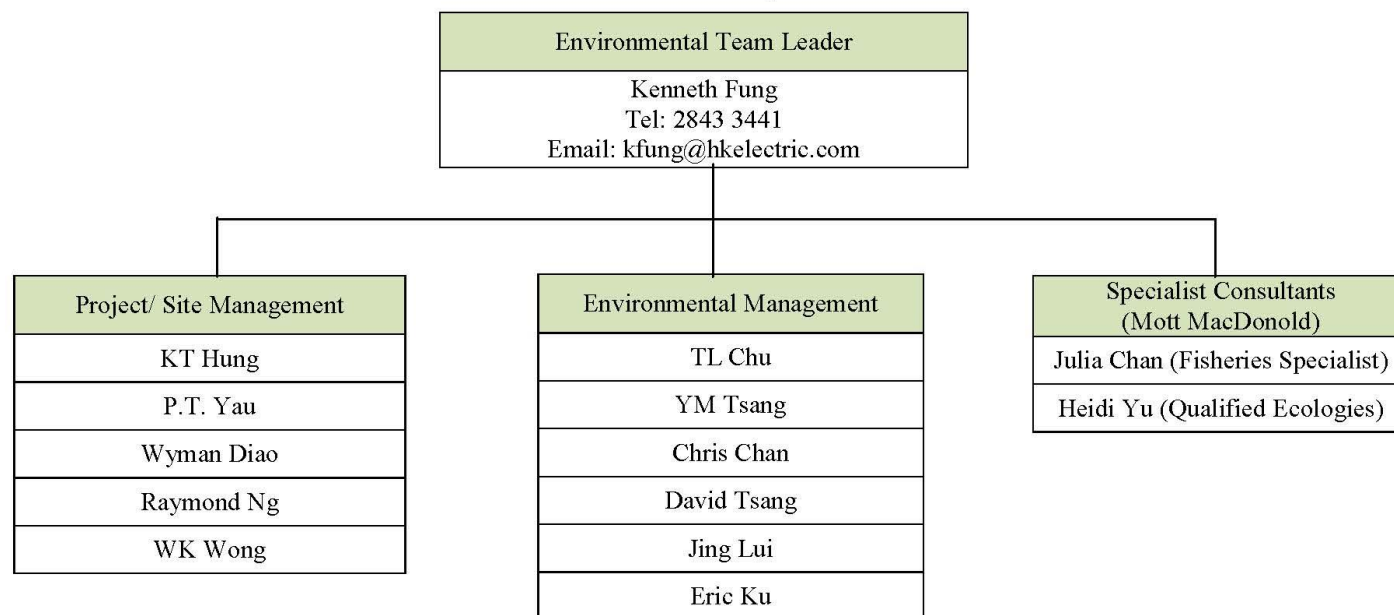 Environmental Team Leader
Kenneth Fung
Tel: 2843 3441
Email: kfung@hkelectric.com
Project/ Site Management
KT Hung
P.T. Yau
Wyman Diao
Raymond Ng
WK Wong
Environmental Management
TL Chu
YM Tsang
Chris Chan
David Tsang
Jing Lui
Eric Ku
Specialist Consultants
(Mott MacDonold)
Julia Chan (Fisheries Specialist)
Heidi Yu (Qualified Ecologies)